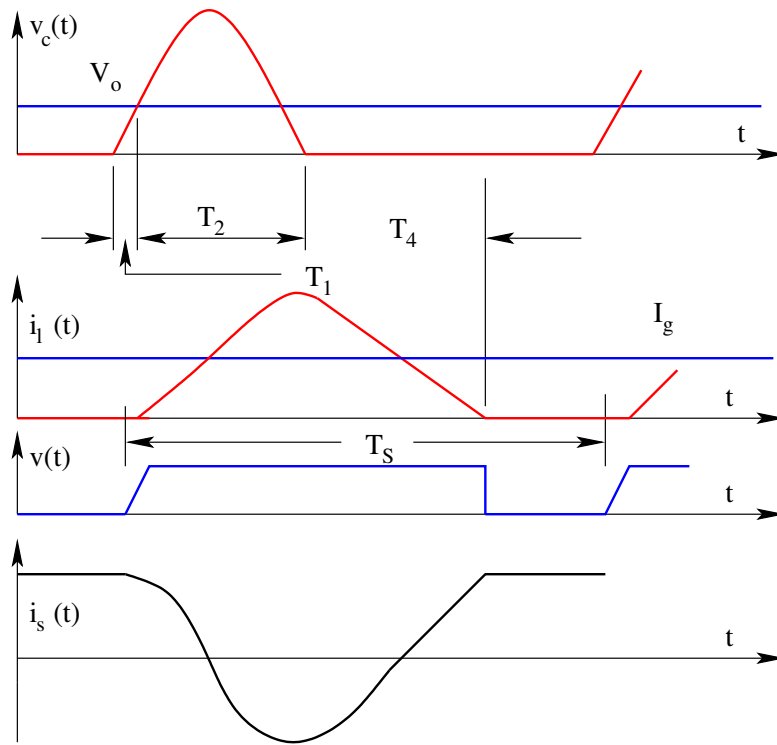 v_c(t)
V_o
t
T_2
T_4
T_1
i_l (t)
I_g
t
T_S
v(t)
t
i_s (t)
t